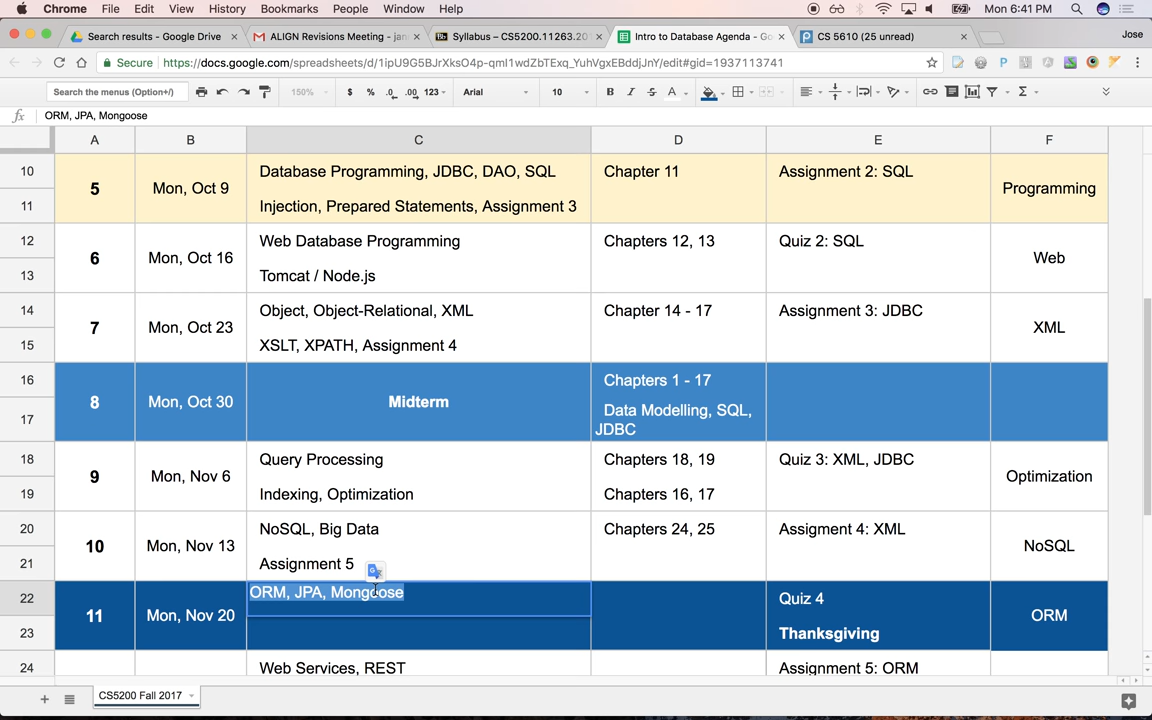 Chrome File Edit View History Bookmarks People Window Help Mon 6:41 PM
Search results - Google Drive ALIGN Revisions Meeting - jan Syllabus – CS5200.11263.20 Intro to Database Agenda - Go CS 5610 (25 unread) Jose
Secure https://docs.google.com/spreadsheets/d/1ipU9G5BJrXksO4p-qmI1wdZbTExq_YuhVgxEBddjJnY/edit#gid=1937113741
Search the menus (Option+/) 150% $ % .0 .00 123 Arial 10 B I S A
fx ORM, JPA, Mongoose
A B C D E F
10 Database Programming, JDBC, DAO, SQL Chapter 11 Assignment 2: SQL
5 Mon, Oct 9 Programming
11 Injection, Prepared Statements, Assignment 3
12 Web Database Programming Chapters 12, 13 Quiz 2: SQL
6 Mon, Oct 16 Web
13 Tomcat / Node.js
14 Object, Object-Relational, XML Chapter 14 - 17 Assignment 3: JDBC
7 Mon, Oct 23 XML
15 XSLT, XPATH, Assignment 4
16 Chapters 1 - 17
8 Mon, Oct 30 Midterm
17 Data Modelling, SQL,
JDBC
18 Query Processing Chapters 18, 19 Quiz 3: XML, JDBC
9 Mon, Nov 6 Optimization
19 Indexing, Optimization Chapters 16, 17
20 NoSQL, Big Data Chapters 24, 25 Assigment 4: XML
10 Mon, Nov 13 NoSQL
21 Assignment 5
22 ORM, JPA, Mongoose Quiz 4
11 Mon, Nov 20 ORM
23 Thanksgiving
24 Web Services, REST Assignment 5: ORM
CS5200 Fall 2017